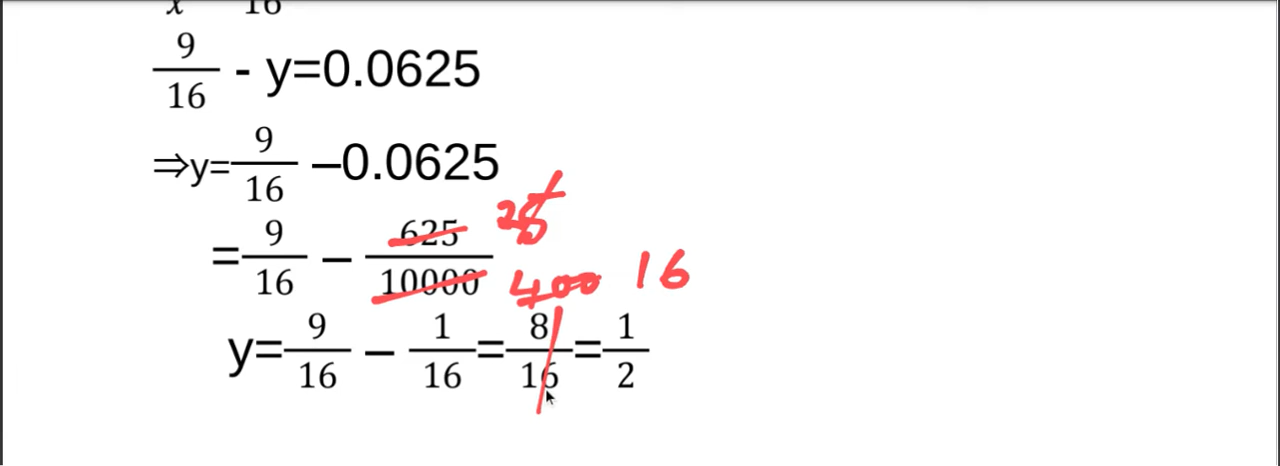 x 16
9/16 - y=0.0625
⇒y=9/16 –0.0625
=9/16 – 625/10000 25 400 16
y=9/16 – 1/16=8/16=1/2